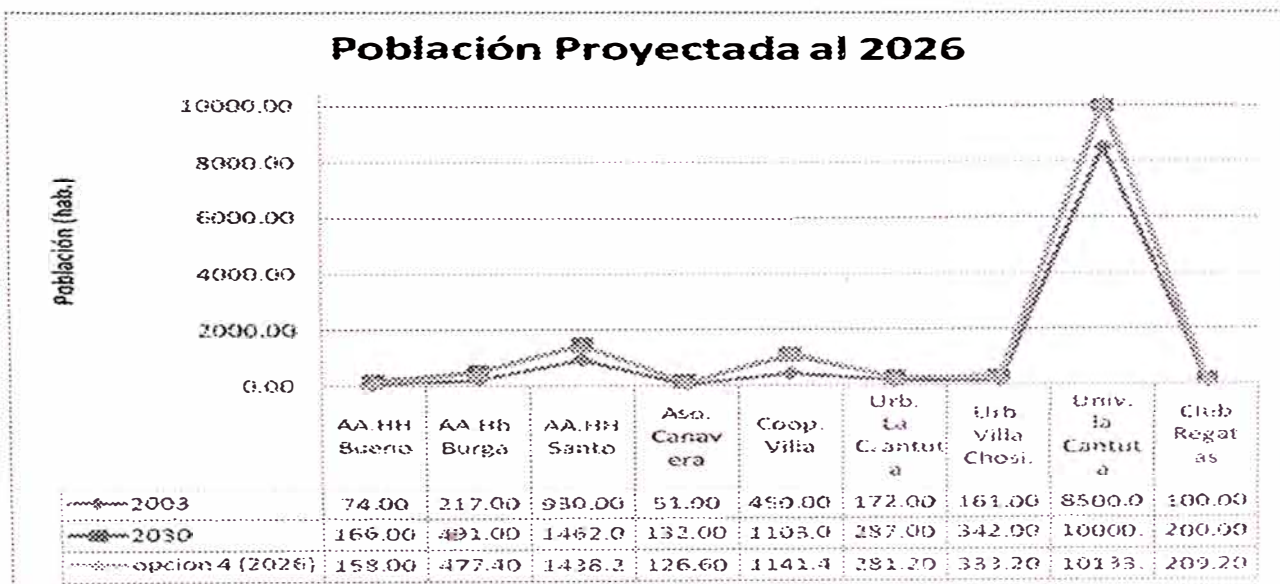 Población Proyectada al 2026
Población (hab.)
10000.00
8000.00
6000.00
4000.00
2000.00
0.00
AA.HH Bueno
AA.Hh Burga
AA.HH Santo
Aso. Canav era
Coop. Villa
Urb. La Cantut a
Urb Villa Chosi.
Univ. la Cantut a
Club Regat as
2003 74.00 217.00 930.00 51.00 217.00 161.00 8500.0 100.00
2030 166.00 491.00 1462.0 132.00 287.00 342.00 10000. 200.00
opcion 4 (2026) 158.00 477.40 1438.2 126.60 1141.4 281.20 333.20 10133. 209.20